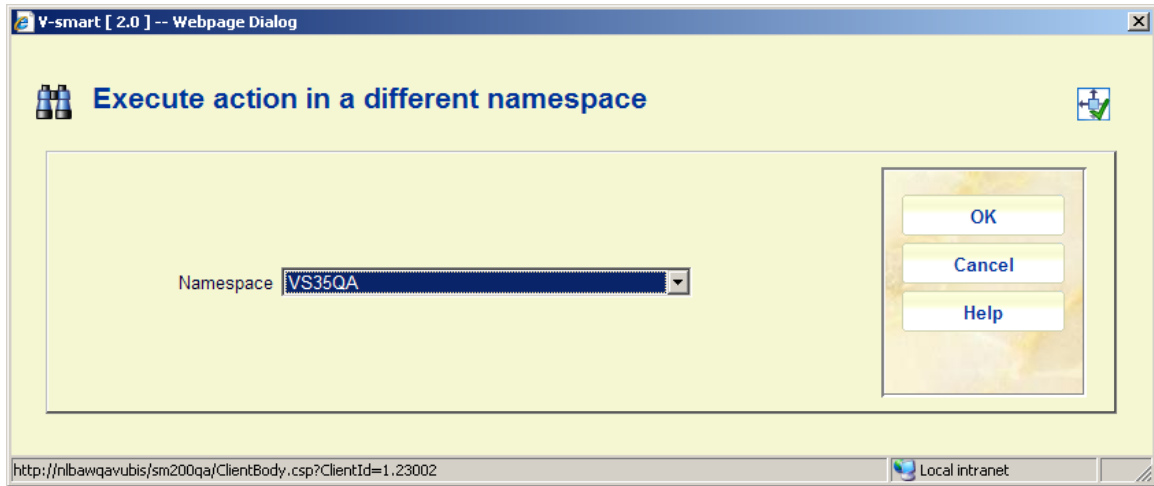 V-smart [ 2.0 ] -- Webpage Dialog
Execute action in a different namespace
OK
Cancel
Namespace VS35QA
Help
http://nlbawqavubis/sm200qa/ClientBody.csp?ClientId=1.23002 Local intranet